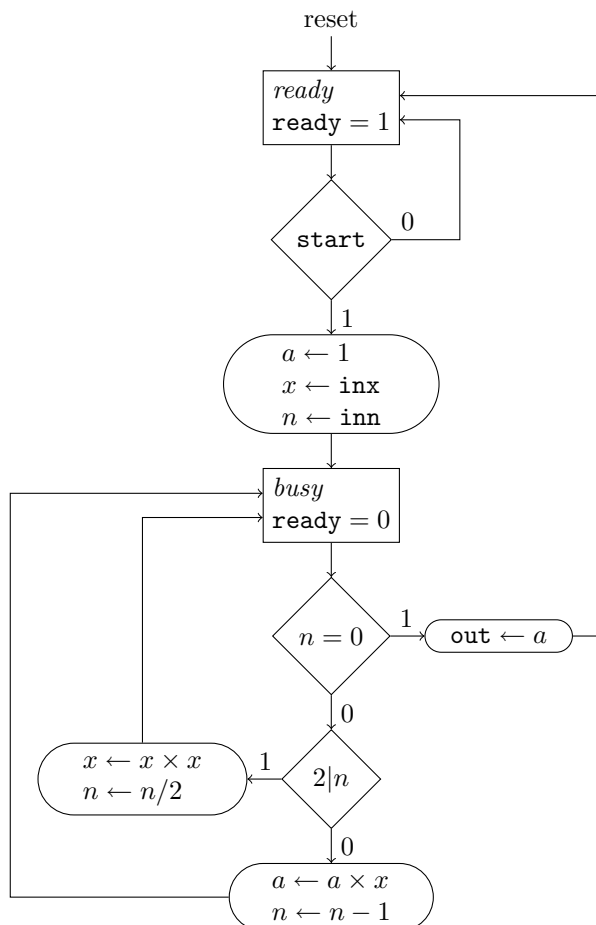 reset
ready
ready = 1
start
0
1
a ← 1
x ← inx
n ← inn
busy
ready = 0
n = 0
1
out ← a
0
x ← x × x
n ← n/2
1
2|n
0
a ← a × x
n ← n − 1